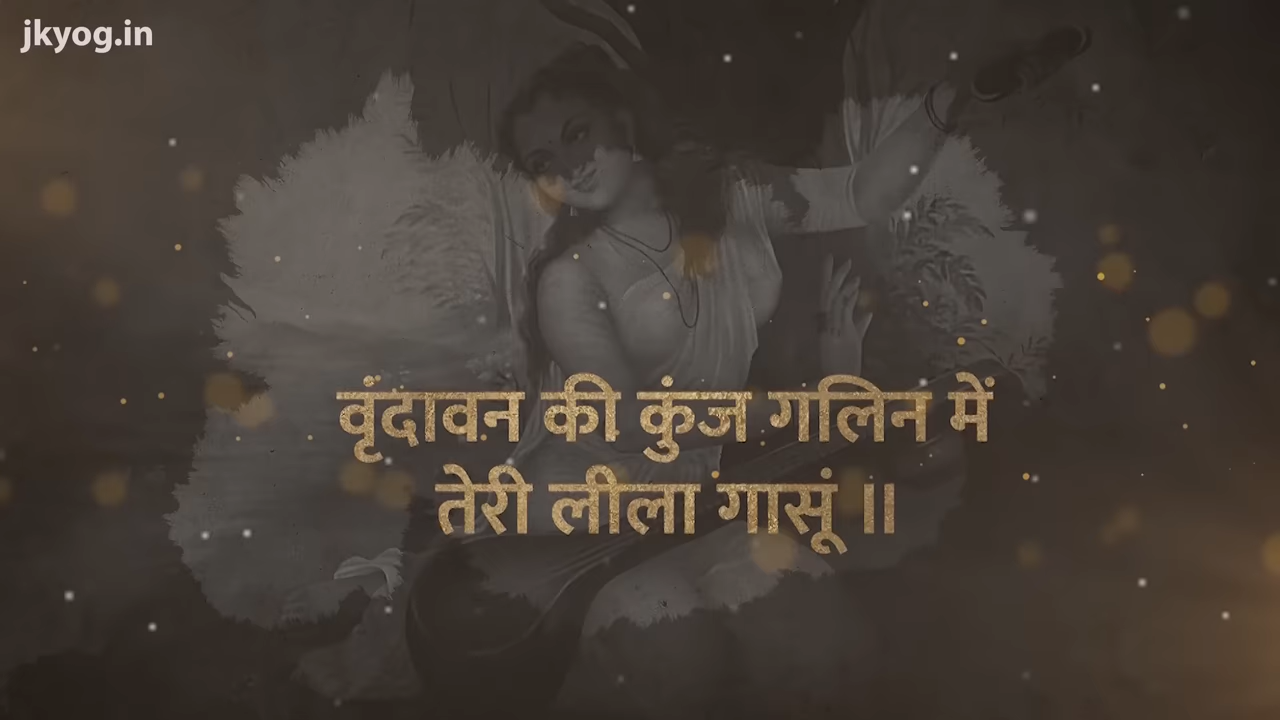 jkyog.in
वृंदावन की कुंज गलिन में
तेरी लीला गासूं ॥